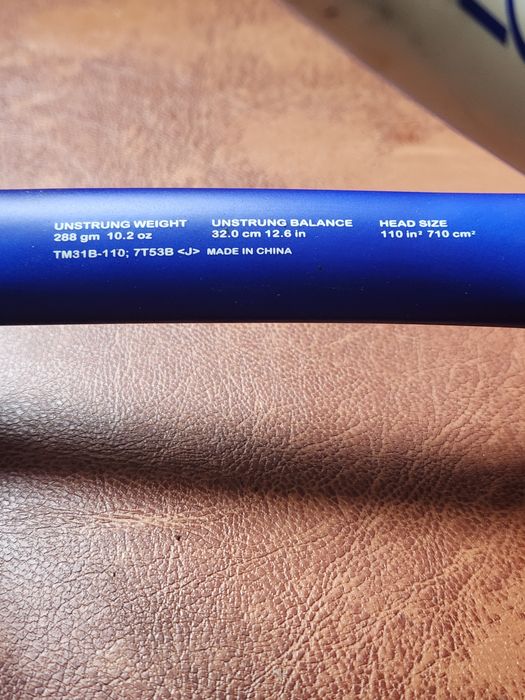 UNSTRUNG WEIGHT
288 gm 10.2 oz
UNSTRUNG BALANCE
32.0 cm 12.6 in
HEAD SIZE
110 in² 710 cm²
TM31B-110; 7T53B <J> MADE IN CHINA